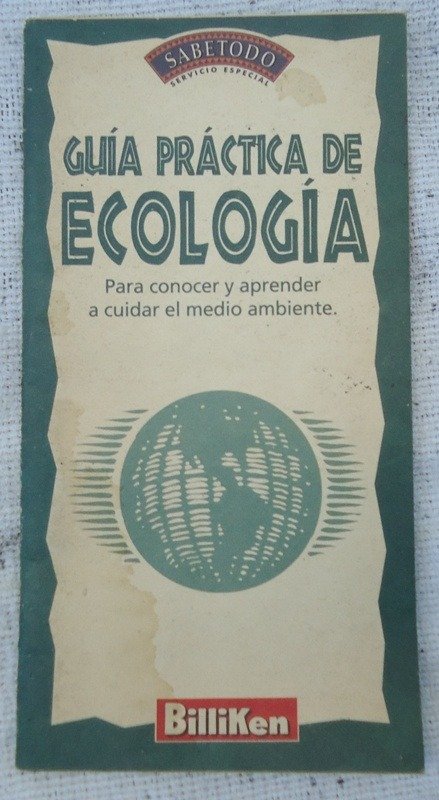 SABETODO
SERVICIO ESPECIAL
GUÍA PRÁCTICA DE
ECOLOGÍA
Para conocer y aprender
a cuidar el medio ambiente.
BilliKen